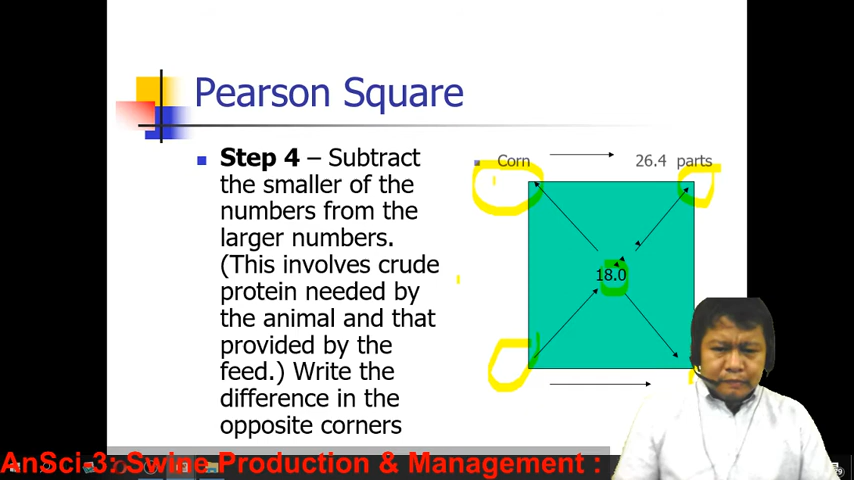 Pearson Square
Step 4 – Subtract
the smaller of the
numbers from the
larger numbers.
(This involves crude
protein needed by
the animal and that
provided by the
feed.) Write the
difference in the
opposite corners
Corn
26.4 parts
18.0
AnSci 3: Swine Production & Management :